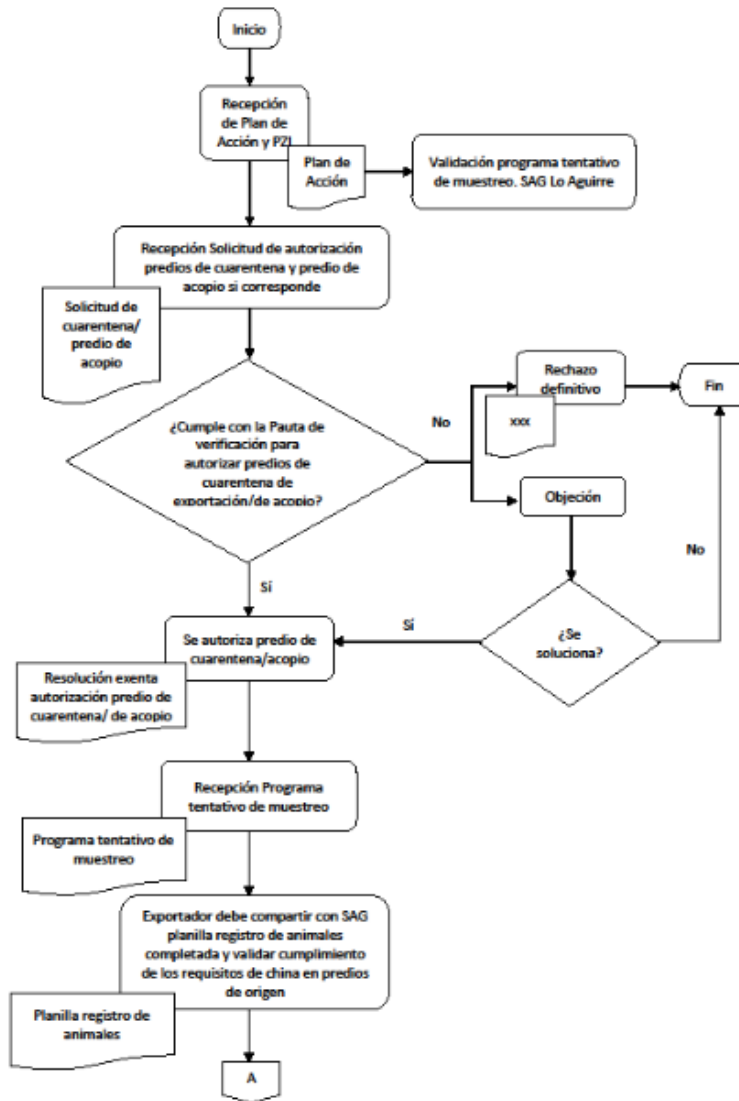 Inicio
Recepción
de Plan de
Acción y PZI
Plan de
Acción
Validación programa tentativo
de muestreo. SAG Lo Aguirre
Recepción Solicitud de autorización
predios de cuarentena y predio de
acopio si corresponde
Solicitud de
cuarentena/
predio de
acopio
¿Cumple con la Pauta de
verificación para
autorizar predios de
cuarentena de
exportación/de acopio?
No
Rechazo
definitivo
xxx
Fin
Objeción
No
Sí
Sí
¿Se
soluciona?
Se autoriza predio de
cuarentena/acopio
Resolución exenta
autorización predio de
cuarentena/ de acopio
Recepción Programa
tentativo de muestreo
Programa tentativo de
muestreo
Exportador debe compartir con SAG
planilla registro de animales
completada y validar cumplimiento
de los requisitos de china en predios
de origen
Planilla registro de
animales
A